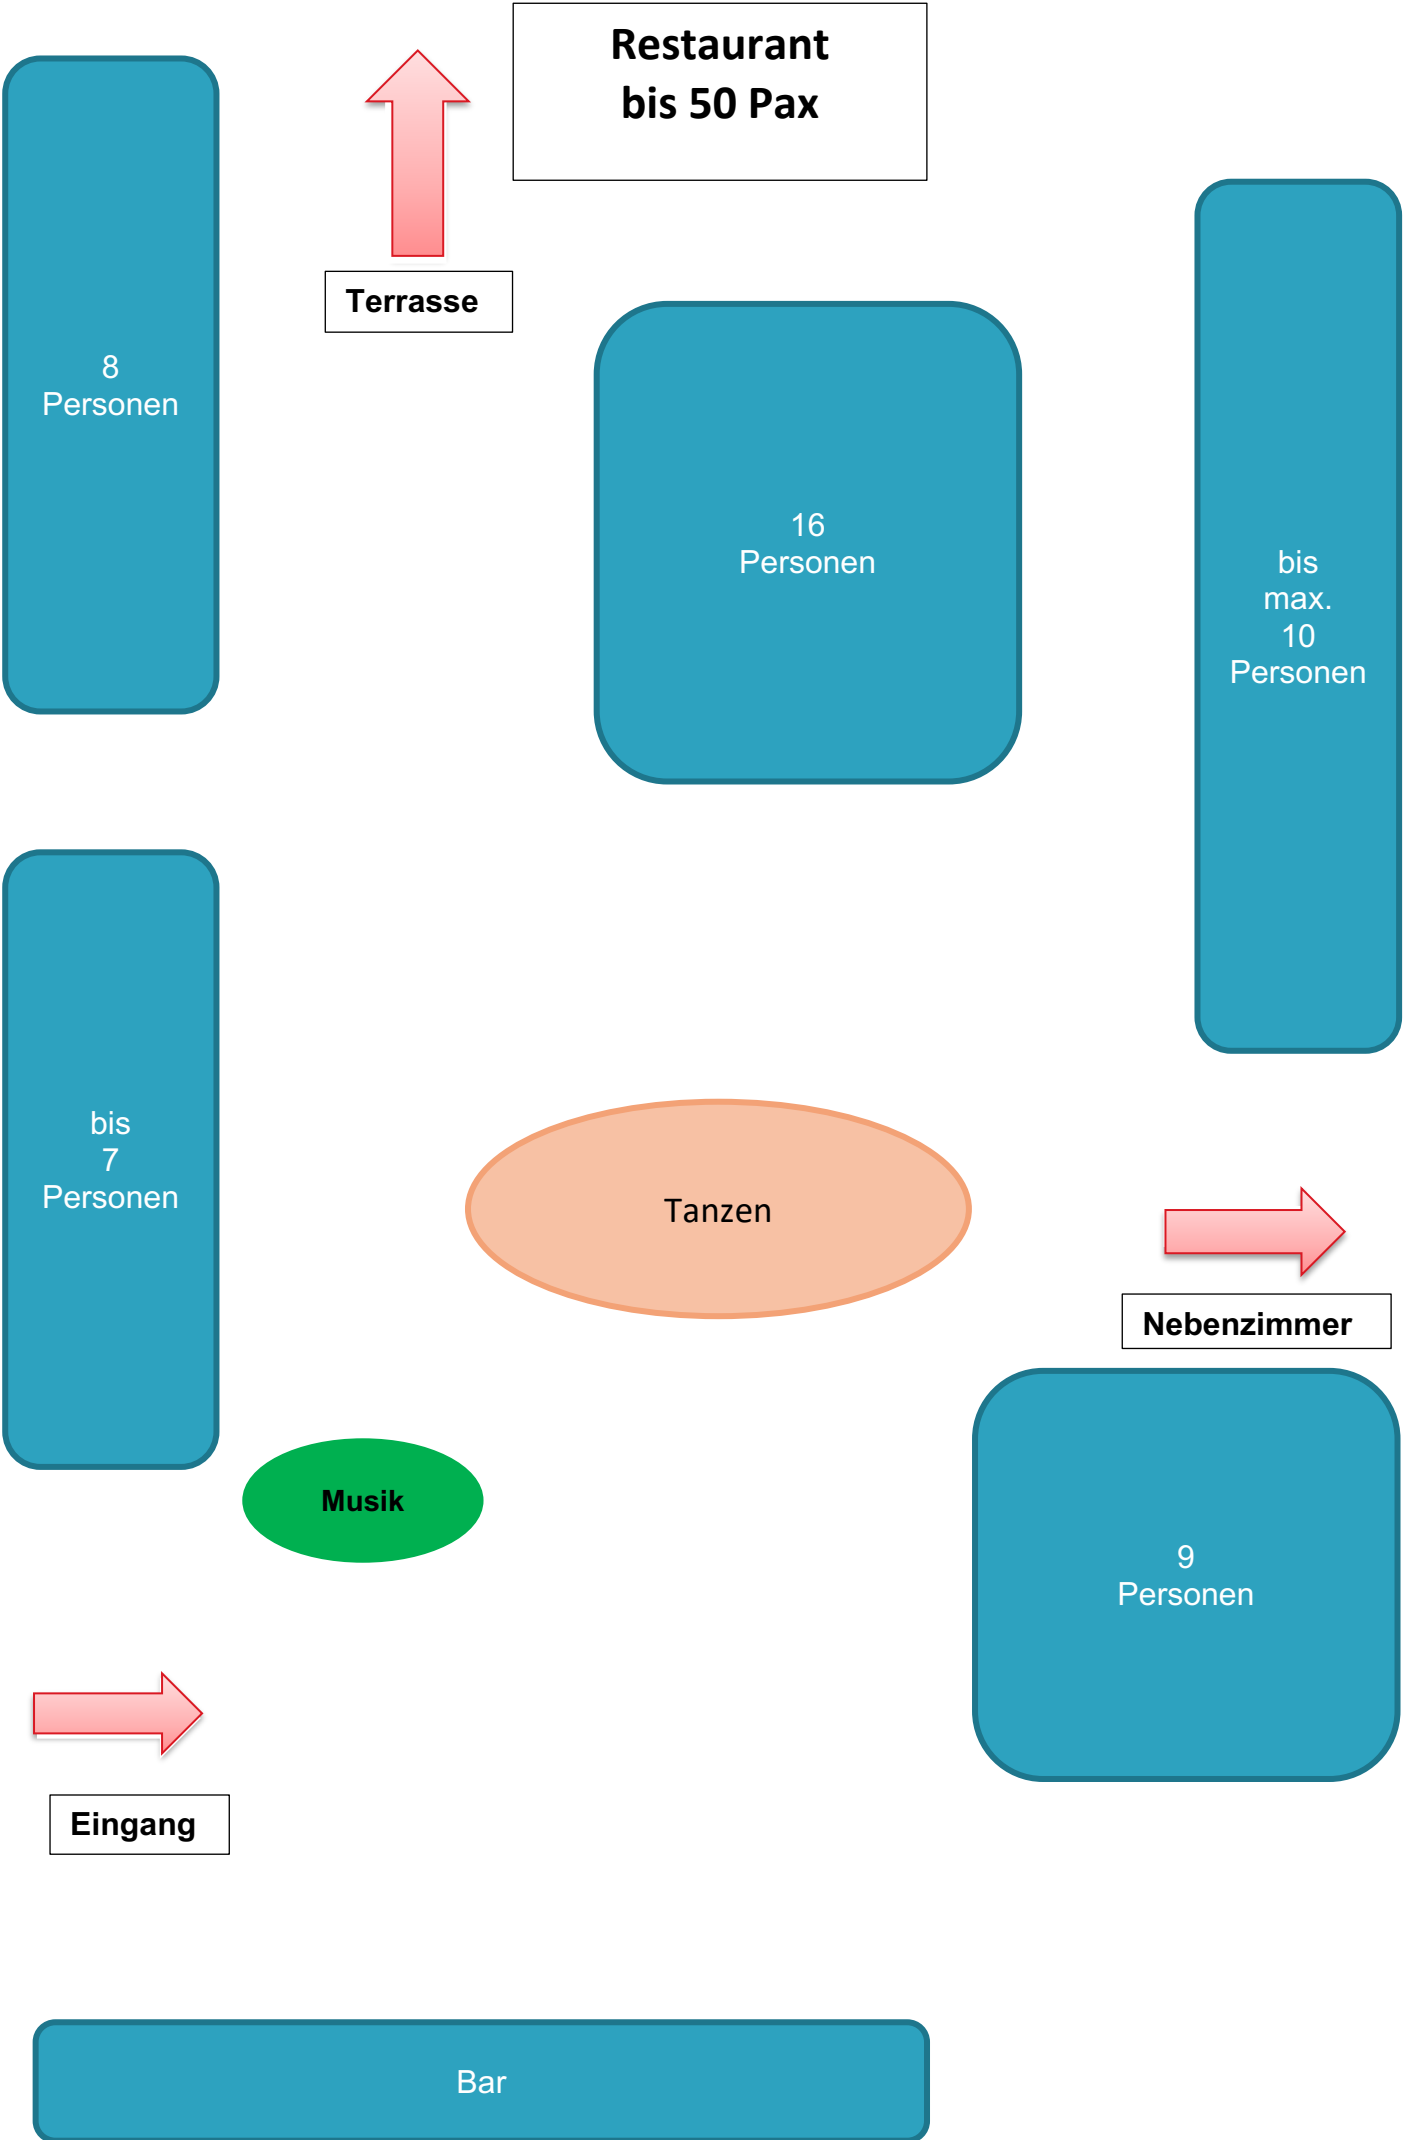 Restaurant
bis 50 Pax
Terrasse
8
Personen
16
Personen
bis
max.
10
Personen
bis
7
Personen
Tanzen
Nebenzimmer
Musik
9
Personen
Eingang
Bar